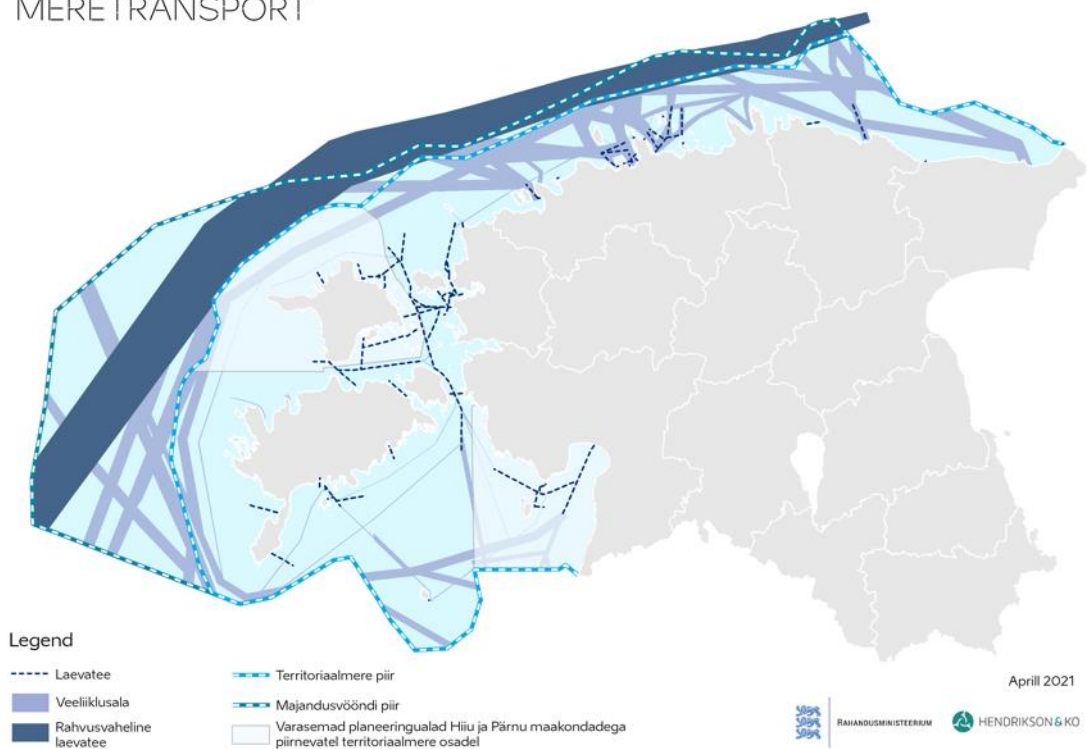 MERETRANSPORT
Legend
Laevatee
Veeliiklusala
Rahvusvaheline
laevatee
Territoriaalmere piir
Majandusvööndi piir
Varasemad planeeringualad Hiiu ja Pärnu maakondadega
piirnevatel territoriaalmere osadel
Aprill 2021
RAHANDUSMINISTEERIUM
HENDRIKSON & KO